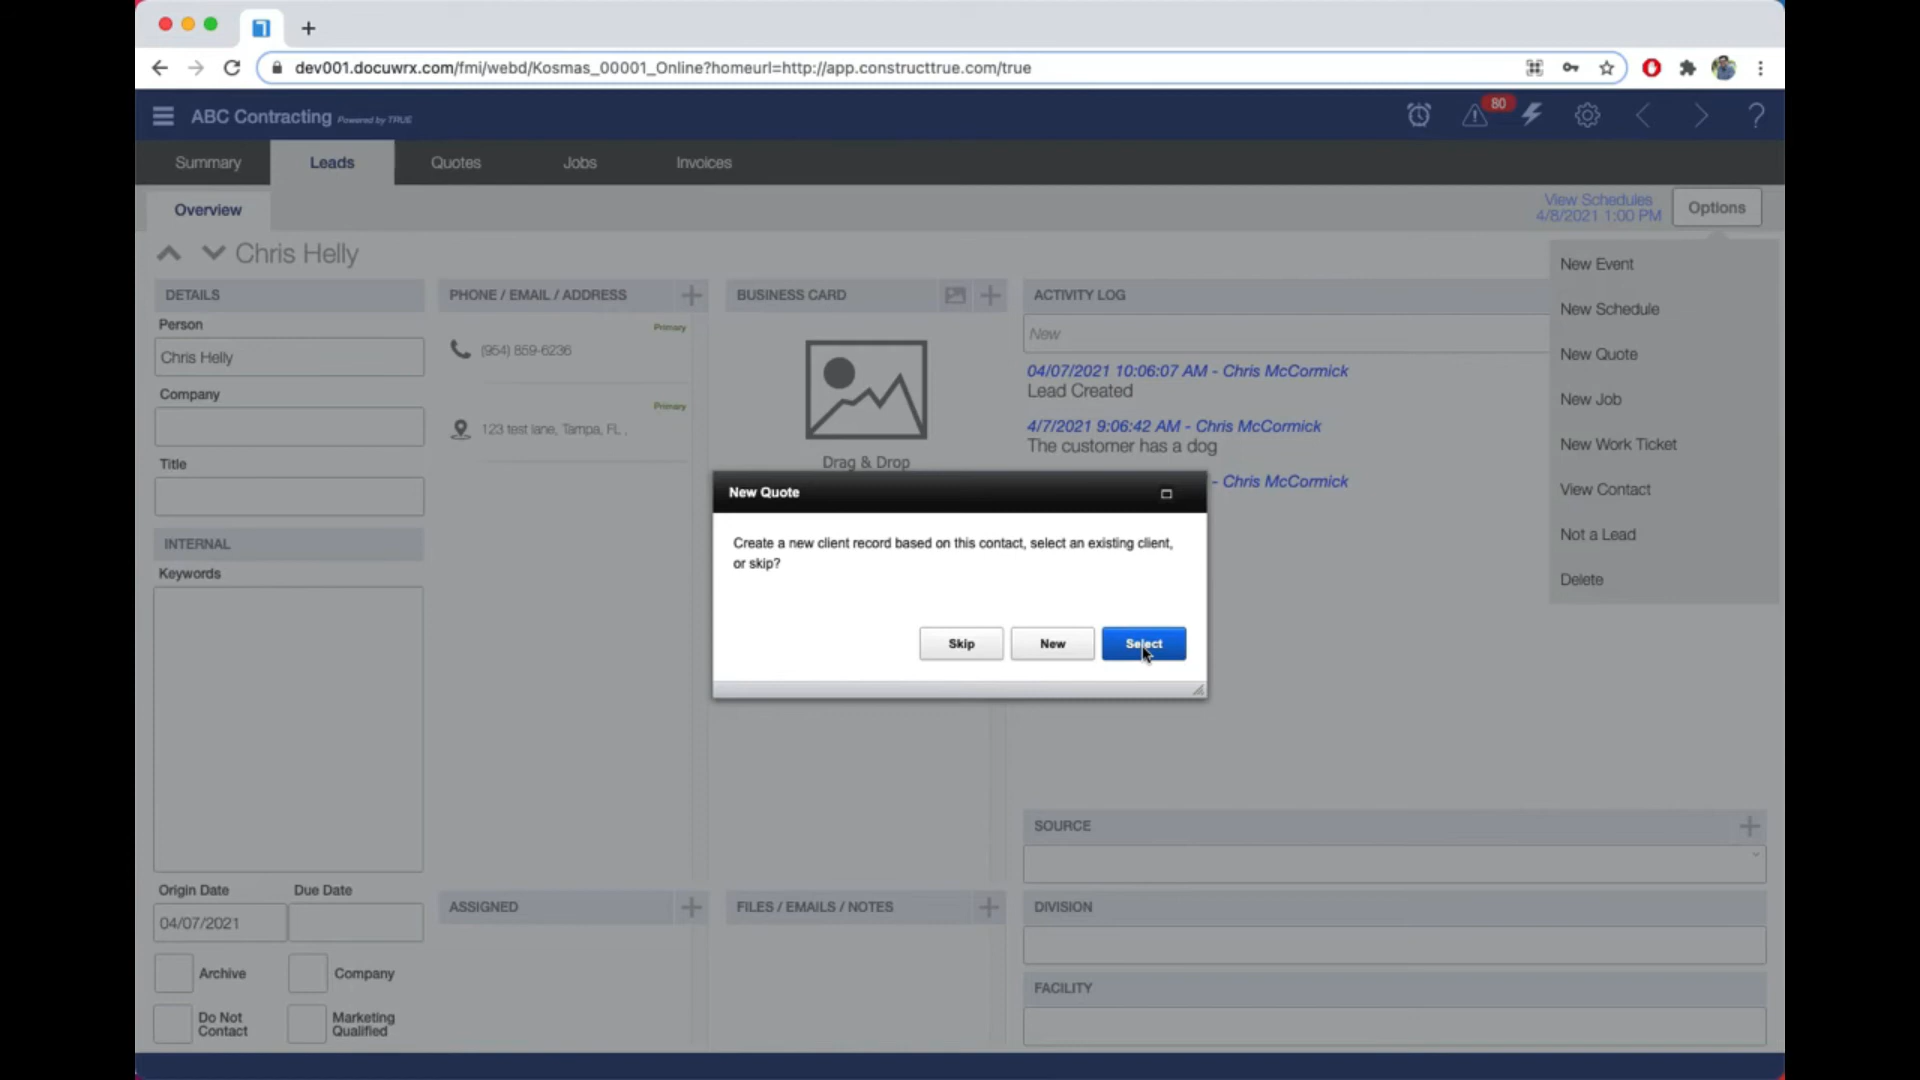 dev001.docuwrx.com/fmi/webd/Kosmas_00001_Online?homeurl=http://app.constructtrue.com/true
ABC Contracting Powered by TRUE
80
?
Summary
Leads
Quotes
Jobs
Invoices
Overview
View Schedules
4/8/2021 1:00 PM
Options
Chris Helly
New Event
New Schedule
New Quote
New Job
New Work Ticket
View Contact
Not a Lead
Delete
DETAILS
Person
Chris Helly
Company
Title
INTERNAL
Keywords
Origin Date
Due Date
04/07/2021
Archive
Company
Do Not
Contact
Marketing
Qualified
PHONE / EMAIL / ADDRESS
Primary
(954) 859-6236
Primary
123 test lane, Tampa, FL, ,
ASSIGNED
BUSINESS CARD
Drag & Drop
FILES / EMAILS / NOTES
ACTIVITY LOG
New
04/07/2021 10:06:07 AM - Chris McCormick
Lead Created
4/7/2021 9:06:42 AM - Chris McCormick
The customer has a dog
- Chris McCormick
SOURCE
DIVISION
FACILITY
New Quote
Create a new client record based on this contact, select an existing client,
or skip?
Skip
New
Select